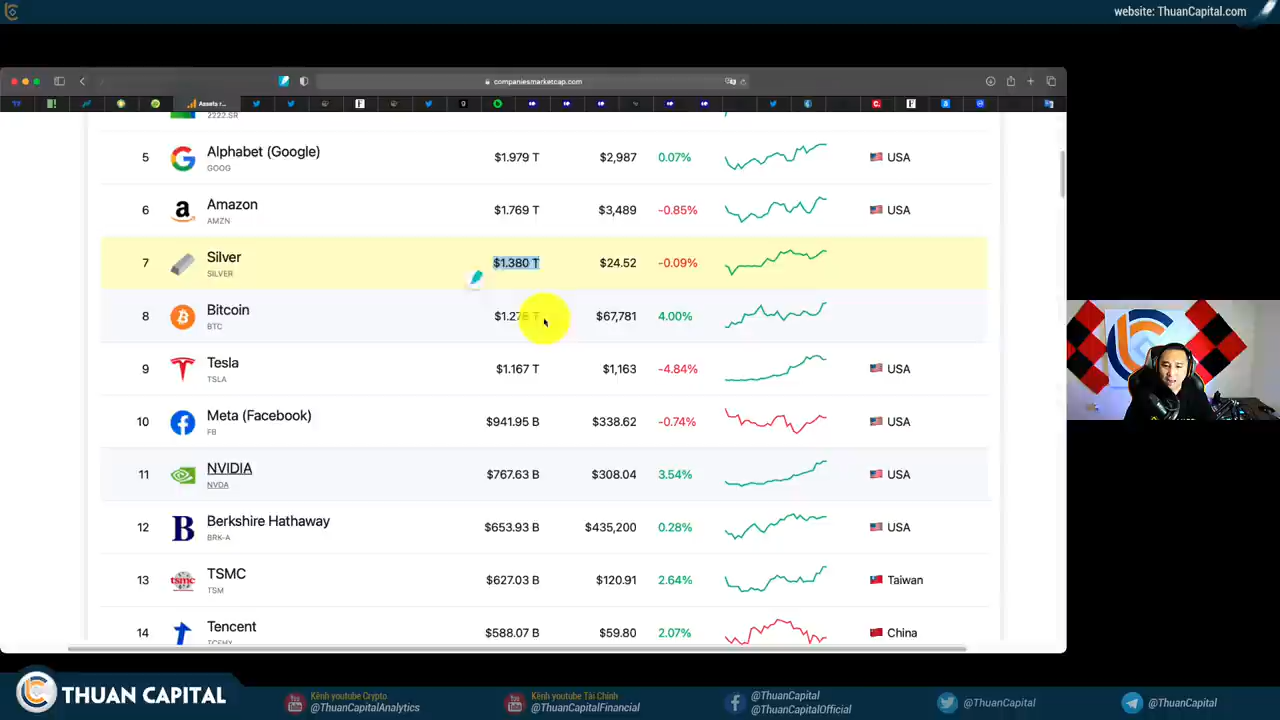 website: ThuanCapital.com
companiesmarketcap.com
Assets r...
2222.SR
5 Alphabet (Google) $1.979 T $2,987 0.07% USA
GOOG
6 Amazon $1.769 T $3,489 -0.85% USA
AMZN
7 Silver $1.380 T $24.52 -0.09%
SILVER
8 Bitcoin $1.278 T $67,781 4.00%
BTC
9 Tesla $1.167 T $1,163 -4.84% USA
TSLA
10 Meta (Facebook) $941.95 B $338.62 -0.74% USA
FB
11 NVIDIA $767.63 B $308.04 3.54% USA
NVDA
12 Berkshire Hathaway $653.93 B $435,200 0.28% USA
BRK-A
13 TSMC $627.03 B $120.91 2.64% Taiwan
TSM
14 Tencent $588.07 B $59.80 2.07% China
TCEHY
THUAN CAPITAL
Kênh youtube Crypto
@ThuanCapitalAnalytics
Kênh youtube Tài Chính
@ThuanCapitalFinancial
@ThuanCapital
@ThuanCapitalOfficial
@ThuanCapital
@ThuanCapital